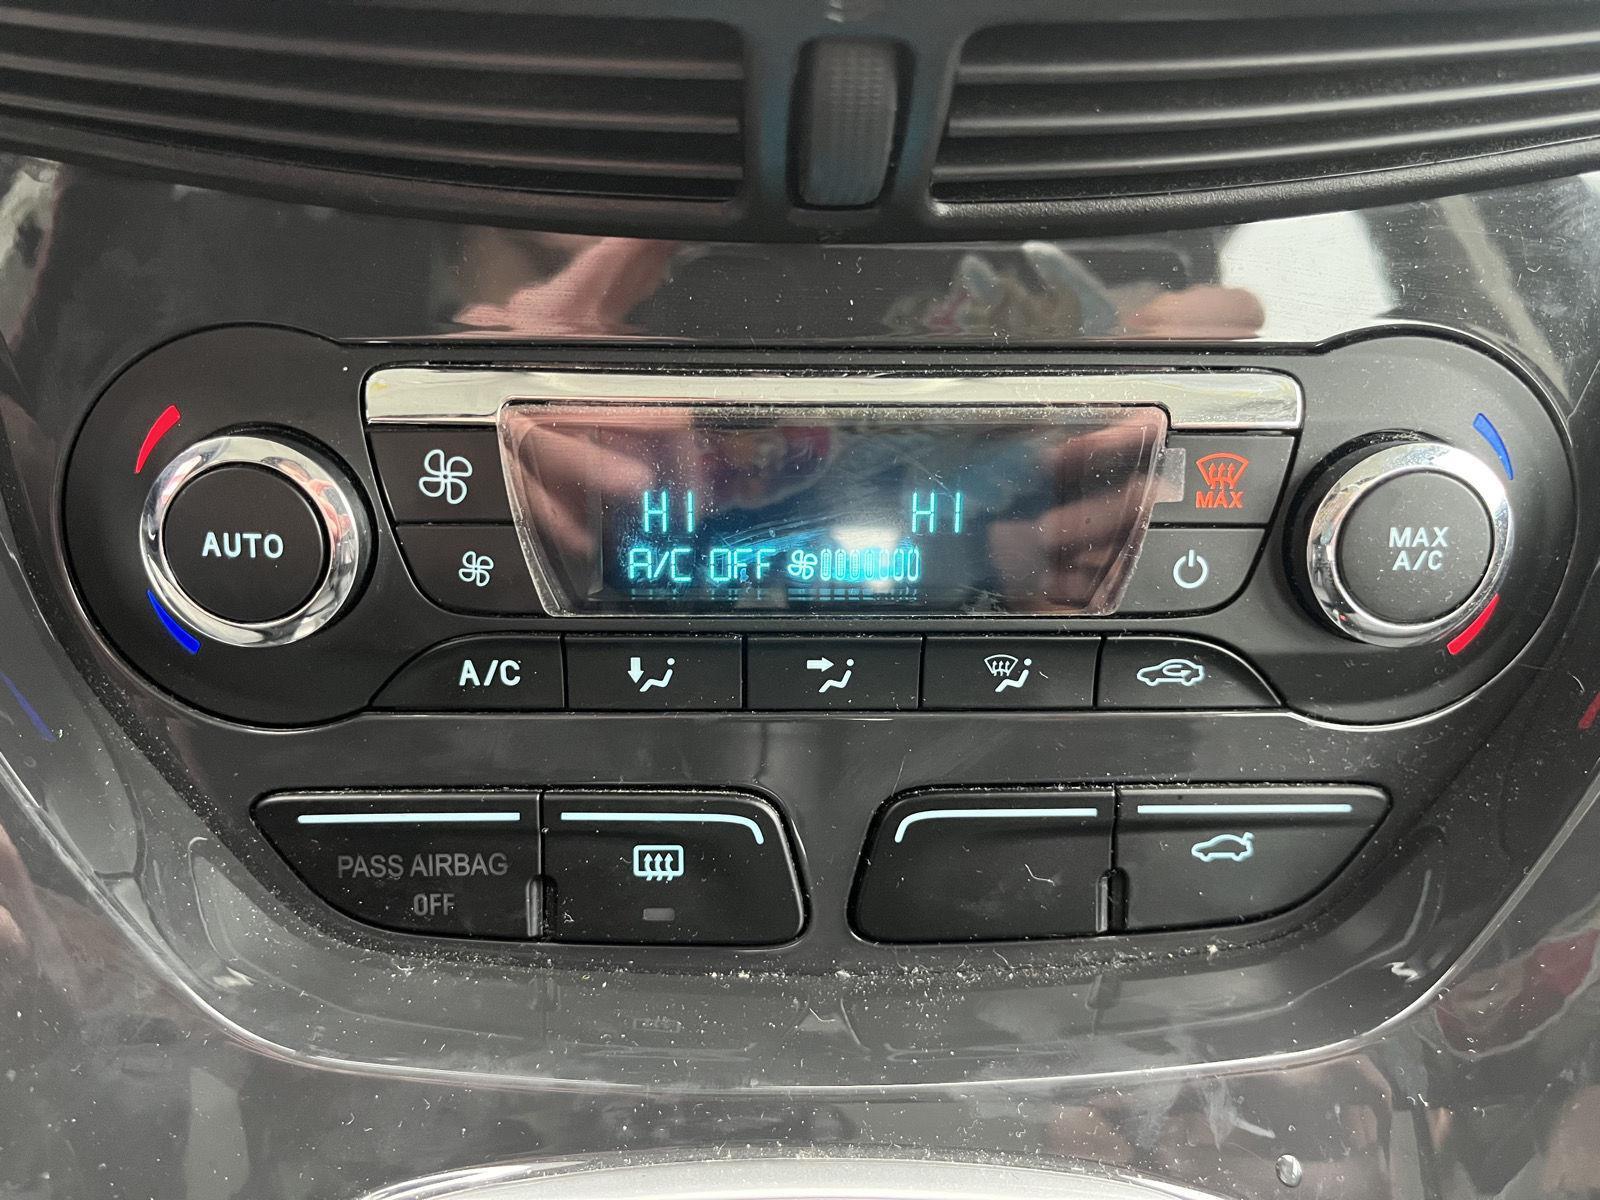 HI HI
MAX
AUTO
MAX
A/C
A/C OFF
A/C
PASS AIRBAG
OFF